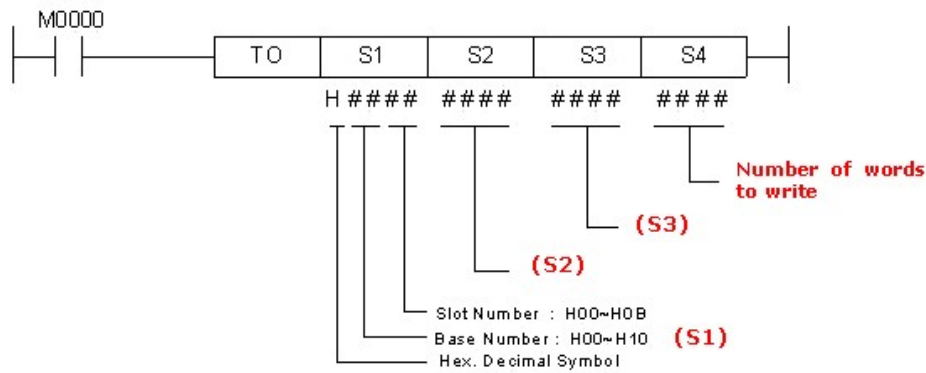 M0000
TO S1 S2 S3 S4
H #### #### #### ####
Number of words
to write
(S3)
(S2)
Slot Number : H00~H0B
Base Number : H00~H10 (S1)
Hex. Decimal Symbol